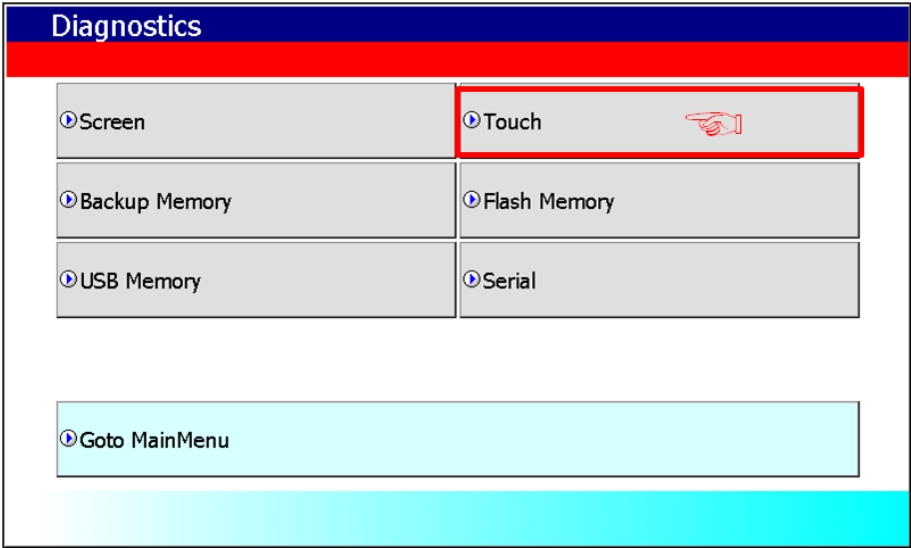 Diagnostics
Screen
Touch
Backup Memory
Flash Memory
USB Memory
Serial
Goto MainMenu